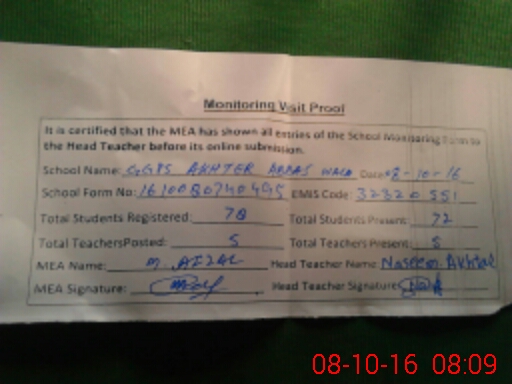 Monitoring Visit Proof
It is certified that the MEA has shown all entries of the School Monitoring Form to
the Head Teacher before its online submission.
School Name: GGPS AKHTER ABBAS WALA Date: 08-10-16
School Form No: EMIS Code: 32320551
Total Students Registered: 78 Total Students Present: 72
Total Teachers Posted: 5 Total Teachers Present: 5
MEA Name: M. AFZAL Head Teacher Name: Naseem Akhtar
MEA Signature: Head Teacher Signature:
08-10-16 08:09